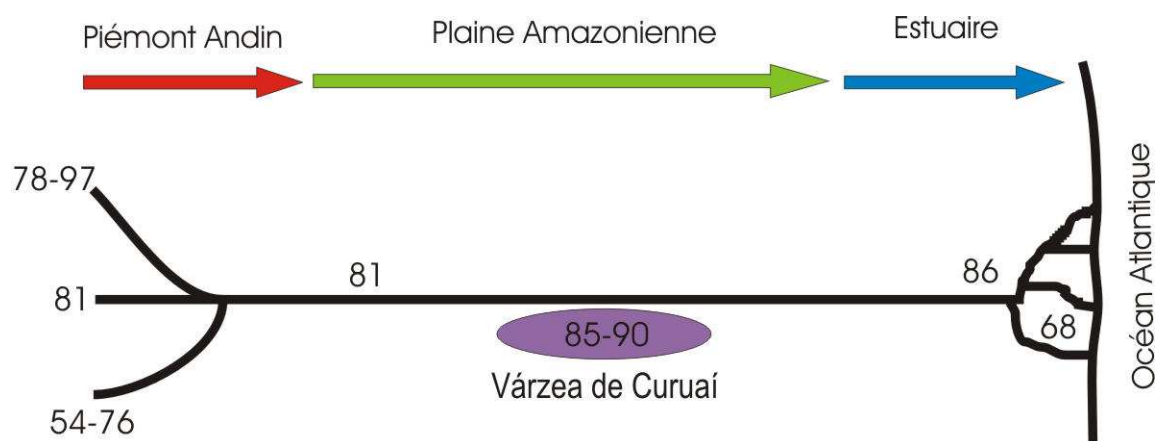 Piémont Andin
Plaine Amazonienne
Estuaire
78-97
81
81
86
85-90
68
Várzea de Curuaí
54-76
Océan Atlantique